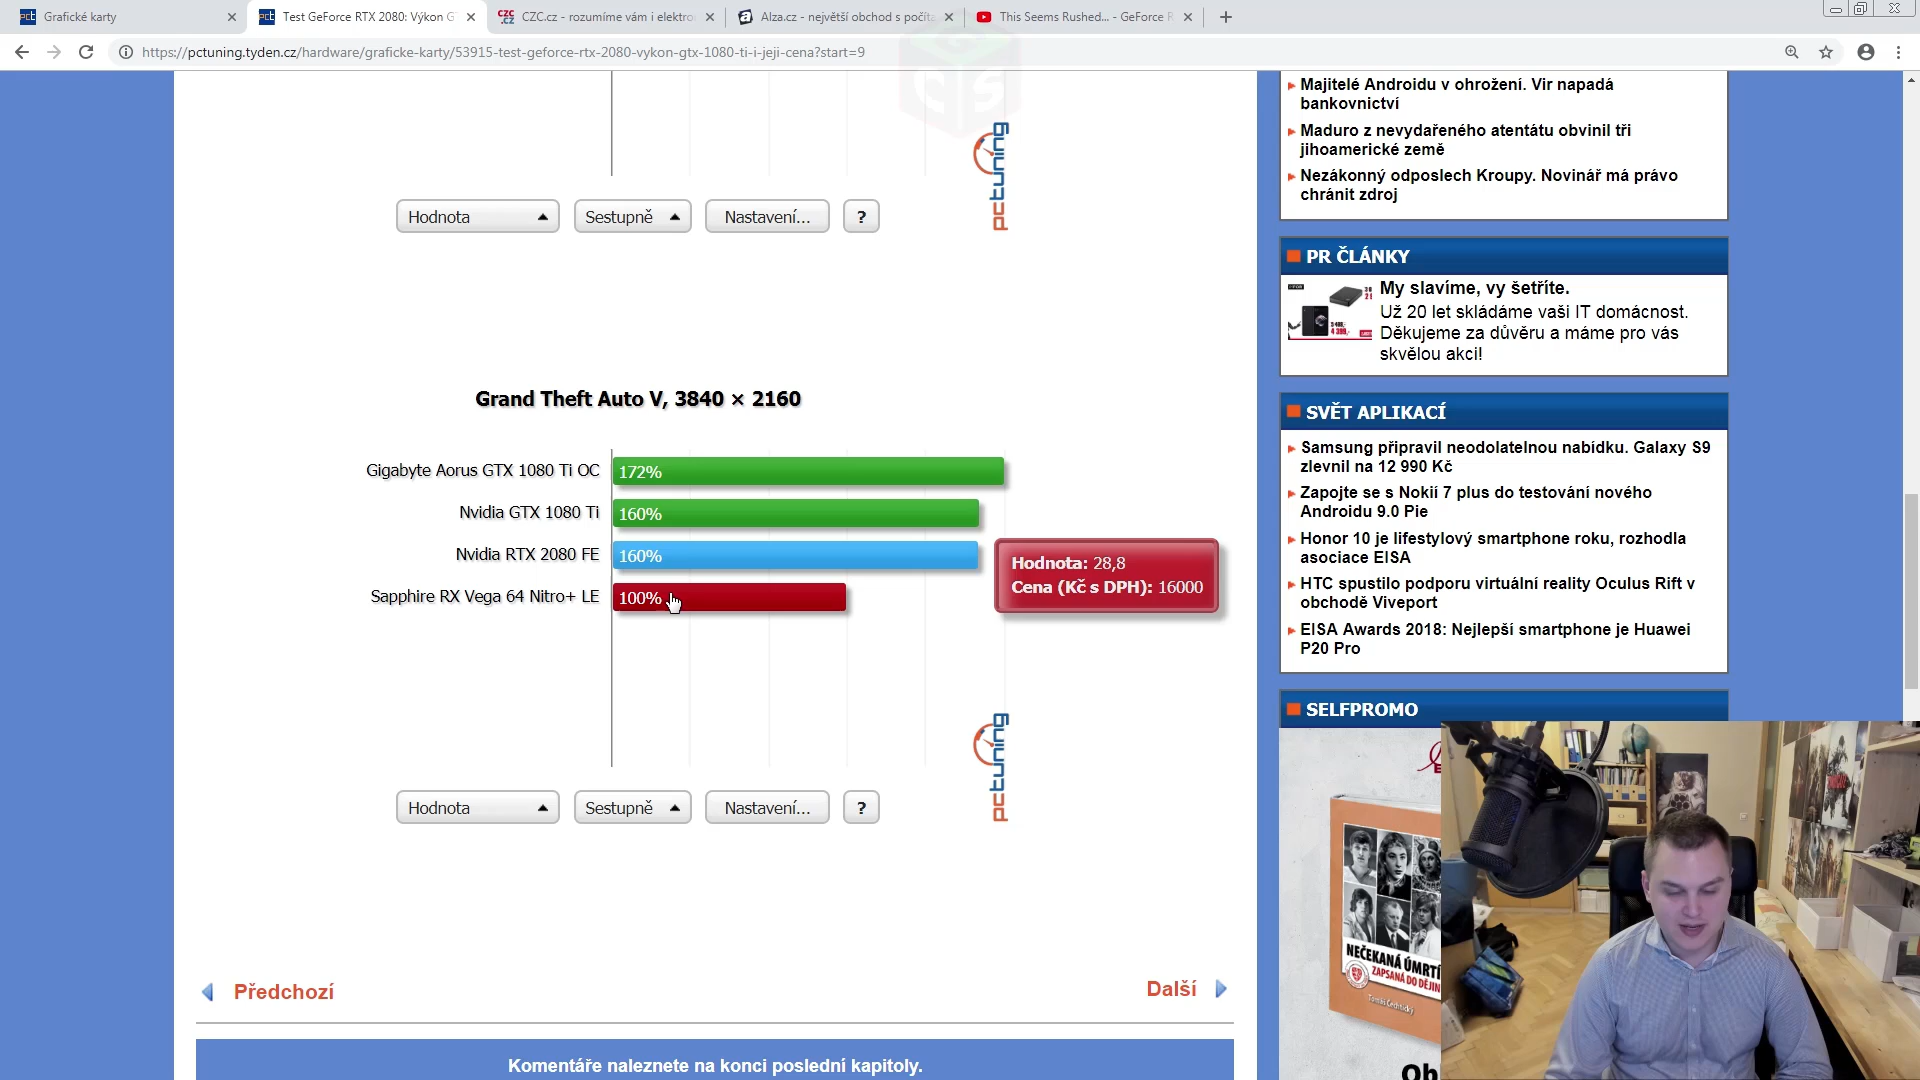 Grafické karty
Test GeForce RTX 2080: Výkon G
CZC.cz - rozumíme vám i elektro
Alza.cz - největší obchod s počít
This Seems Rushed... - GeForce R
https://pctuning.tyden.cz/hardware/graficke-karty/53915-test-geforce-rtx-2080-vykon-gtx-1080-ti-i-jeji-cena?start=9
pctuning
Hodnota
Sestupně
Nastavení...
?
Grand Theft Auto V, 3840 × 2160
Gigabyte Aorus GTX 1080 Ti OC
172%
Nvidia GTX 1080 Ti
160%
Nvidia RTX 2080 FE
160%
Sapphire RX Vega 64 Nitro+ LE
100%
Hodnota: 28,8
Cena (Kč s DPH): 16000
pctuning
Hodnota
Sestupně
Nastavení...
?
Předchozí
Další
Komentáře naleznete na konci poslední kapitoly.
Majitelé Androidu v ohrožení. Vir napadá
bankovnictví
Maduro z nevydařeného atentátu obvinil tři
jihoamerické země
Nezákonný odposlech Kroupy. Novinář má právo
chránit zdroj
PR ČLÁNKY
My slavíme, vy šetříte.
Už 20 let skládáme vaši IT domácnost.
Děkujeme za důvěru a máme pro vás
skvělou akci!
SVĚT APLIKACÍ
Samsung připravil neodolatelnou nabídku. Galaxy S9
zlevnil na 12 990 Kč
Zapojte se s Nokií 7 plus do testování nového
Androidu 9.0 Pie
Honor 10 je lifestylový smartphone roku, rozhodla
asociace EISA
HTC spustilo podporu virtuální reality Oculus Rift v
obchodě Viveport
EISA Awards 2018: Nejlepší smartphone je Huawei
P20 Pro
SELFPROMO
NEČEKANÁ ÚMRTÍ
ZAPSANÁ DO DĚJIN
Oh